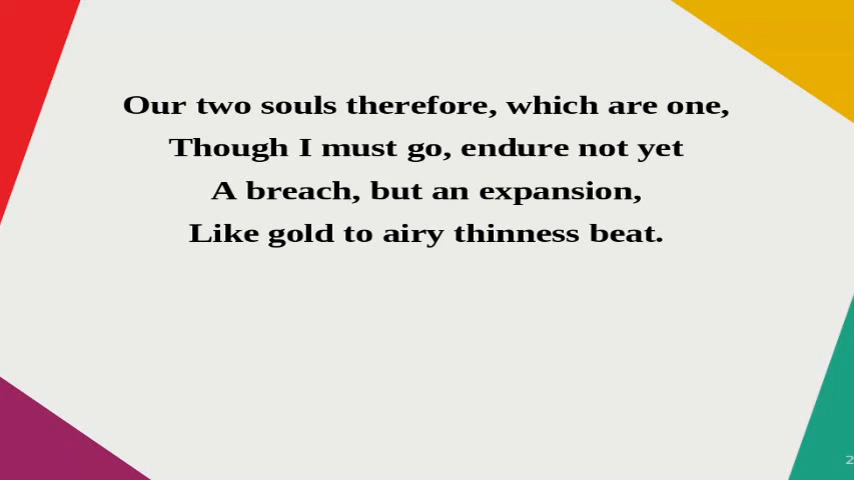 Our two souls therefore, which are one,
Though I must go, endure not yet
A breach, but an expansion,
Like gold to airy thinness beat.